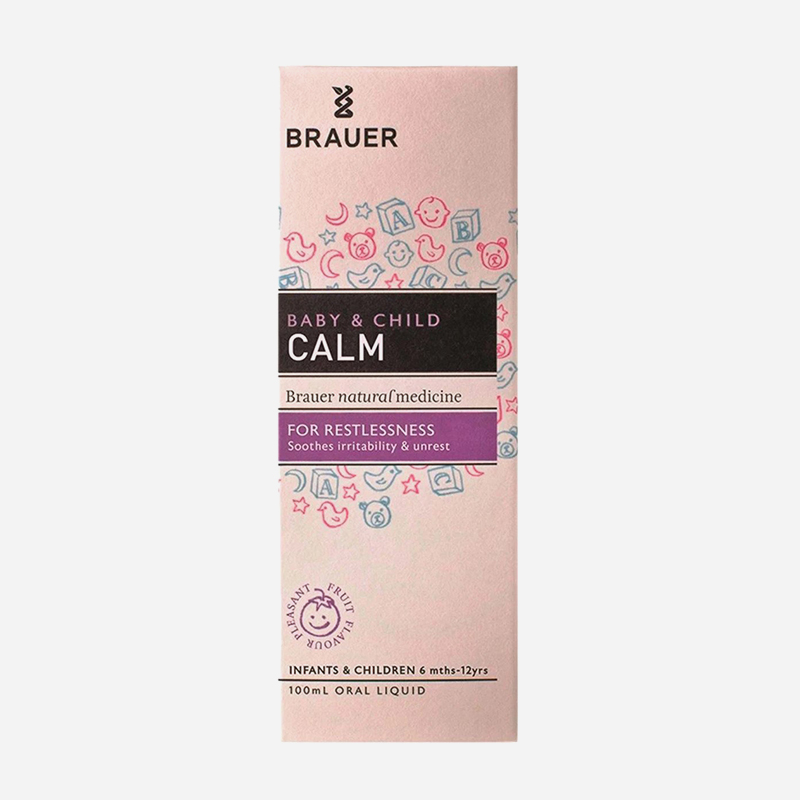 BRAUER
A
B
B
BABY & CHILD
CALM
Brauer natural medicine
FOR RESTLESSNESS
Soothes irritability & unrest
A
C
PLEASANT FRUIT FLAVOUR
INFANTS & CHILDREN 6 mths-12yrs
100mL ORAL LIQUID